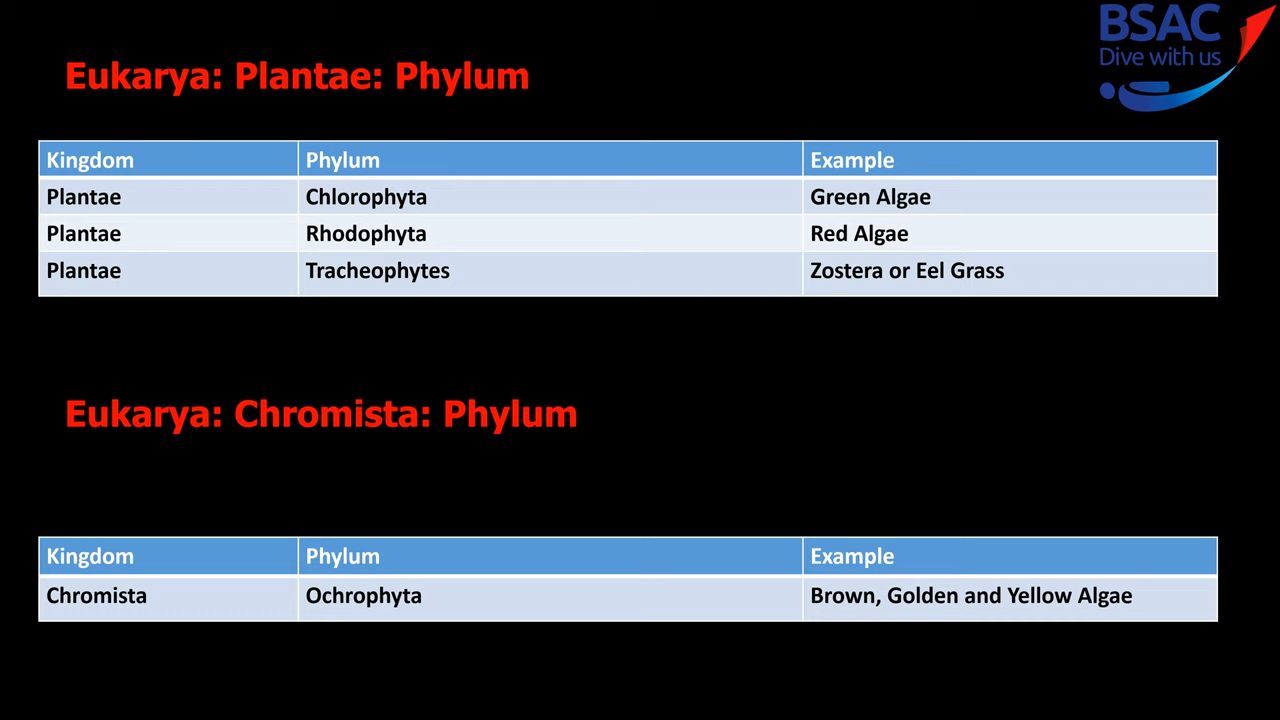 BSAC
Dive with us
Eukarya: Plantae: Phylum
Kingdom Phylum Example
Plantae Chlorophyta Green Algae
Plantae Rhodophyta Red Algae
Plantae Tracheophytes Zostera or Eel Grass
Eukarya: Chromista: Phylum
Kingdom Phylum Example
Chromista Ochrophyta Brown, Golden and Yellow Algae